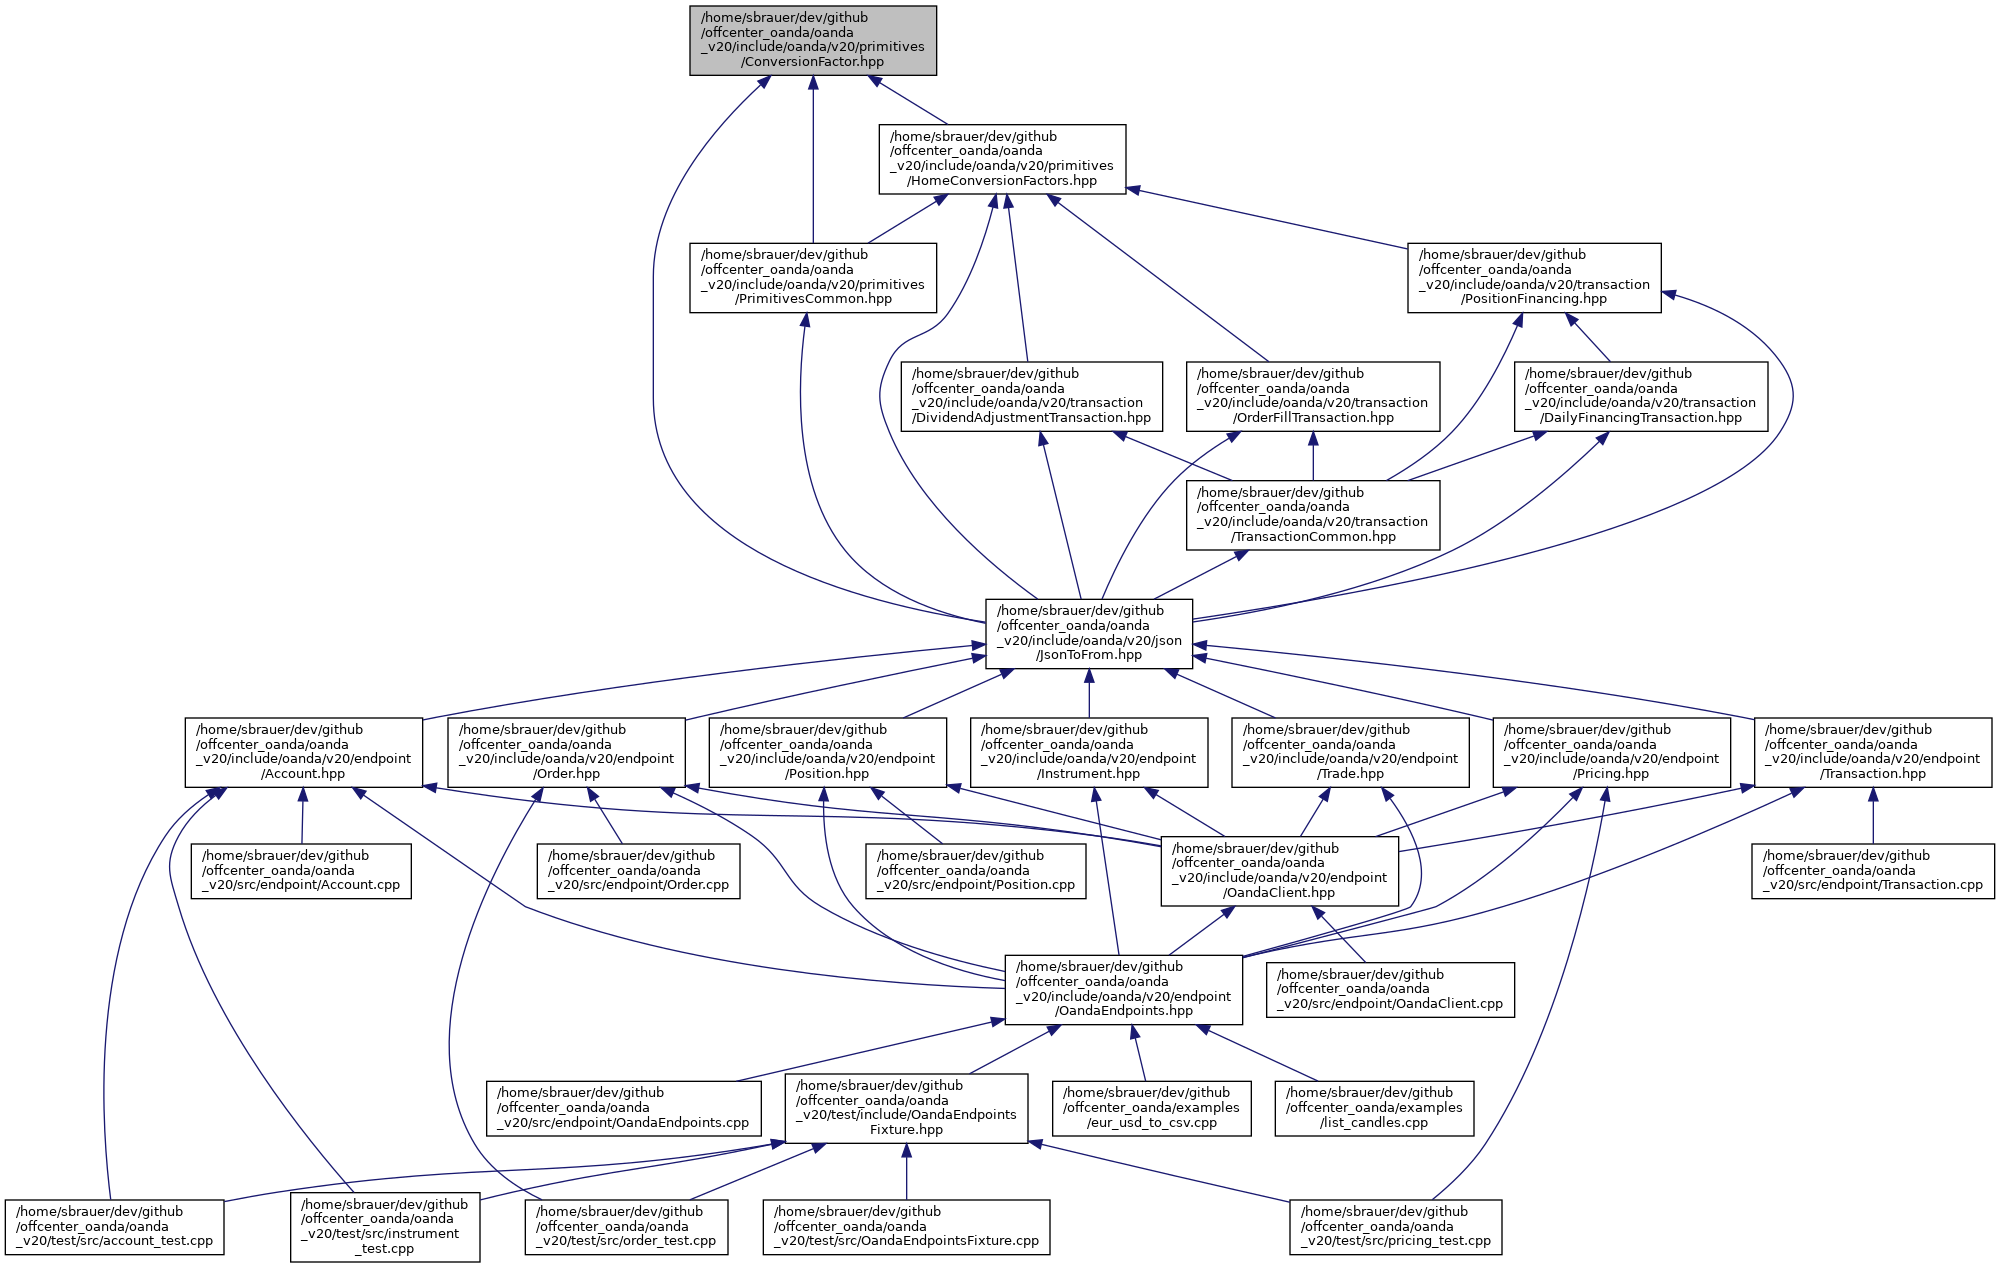 /home/sbrauer/dev/github
/offcenter_oanda/oanda
_v20/include/oanda/v20/primitives
/ConversionFactor.hpp
/home/sbrauer/dev/github
/offcenter_oanda/oanda
_v20/include/oanda/v20/primitives
/HomeConversionFactors.hpp
/home/sbrauer/dev/github
/offcenter_oanda/oanda
_v20/include/oanda/v20/primitives
/PrimitivesCommon.hpp
/home/sbrauer/dev/github
/offcenter_oanda/oanda
_v20/include/oanda/v20/transaction
/PositionFinancing.hpp
/home/sbrauer/dev/github
/offcenter_oanda/oanda
_v20/include/oanda/v20/transaction
/DividendAdjustmentTransaction.hpp
/home/sbrauer/dev/github
/offcenter_oanda/oanda
_v20/include/oanda/v20/transaction
/OrderFillTransaction.hpp
/home/sbrauer/dev/github
/offcenter_oanda/oanda
_v20/include/oanda/v20/transaction
/DailyFinancingTransaction.hpp
/home/sbrauer/dev/github
/offcenter_oanda/oanda
_v20/include/oanda/v20/transaction
/TransactionCommon.hpp
/home/sbrauer/dev/github
/offcenter_oanda/oanda
_v20/include/oanda/v20/json
/JsonToFrom.hpp
/home/sbrauer/dev/github
/offcenter_oanda/oanda
_v20/include/oanda/v20/endpoint
/Account.hpp
/home/sbrauer/dev/github
/offcenter_oanda/oanda
_v20/include/oanda/v20/endpoint
/Order.hpp
/home/sbrauer/dev/github
/offcenter_oanda/oanda
_v20/include/oanda/v20/endpoint
/Position.hpp
/home/sbrauer/dev/github
/offcenter_oanda/oanda
_v20/include/oanda/v20/endpoint
/Instrument.hpp
/home/sbrauer/dev/github
/offcenter_oanda/oanda
_v20/include/oanda/v20/endpoint
/Trade.hpp
/home/sbrauer/dev/github
/offcenter_oanda/oanda
_v20/include/oanda/v20/endpoint
/Pricing.hpp
/home/sbrauer/dev/github
/offcenter_oanda/oanda
_v20/include/oanda/v20/endpoint
/Transaction.hpp
/home/sbrauer/dev/github
/offcenter_oanda/oanda
_v20/src/endpoint/Account.cpp
/home/sbrauer/dev/github
/offcenter_oanda/oanda
_v20/src/endpoint/Order.cpp
/home/sbrauer/dev/github
/offcenter_oanda/oanda
_v20/src/endpoint/Position.cpp
/home/sbrauer/dev/github
/offcenter_oanda/oanda
_v20/include/oanda/v20/endpoint
/OandaClient.hpp
/home/sbrauer/dev/github
/offcenter_oanda/oanda
_v20/src/endpoint/Transaction.cpp
/home/sbrauer/dev/github
/offcenter_oanda/oanda
_v20/include/oanda/v20/endpoint
/OandaEndpoints.hpp
/home/sbrauer/dev/github
/offcenter_oanda/oanda
_v20/src/endpoint/OandaClient.cpp
/home/sbrauer/dev/github
/offcenter_oanda/oanda
_v20/src/endpoint/OandaEndpoints.cpp
/home/sbrauer/dev/github
/offcenter_oanda/oanda
_v20/test/include/OandaEndpoints
Fixture.hpp
/home/sbrauer/dev/github
/offcenter_oanda/examples
/eur_usd_to_csv.cpp
/home/sbrauer/dev/github
/offcenter_oanda/examples
/list_candles.cpp
/home/sbrauer/dev/github
/offcenter_oanda/oanda
_v20/test/src/account_test.cpp
/home/sbrauer/dev/github
/offcenter_oanda/oanda
_v20/test/src/instrument
_test.cpp
/home/sbrauer/dev/github
/offcenter_oanda/oanda
_v20/test/src/order_test.cpp
/home/sbrauer/dev/github
/offcenter_oanda/oanda
_v20/test/src/OandaEndpointsFixture.cpp
/home/sbrauer/dev/github
/offcenter_oanda/oanda
_v20/test/src/pricing_test.cpp